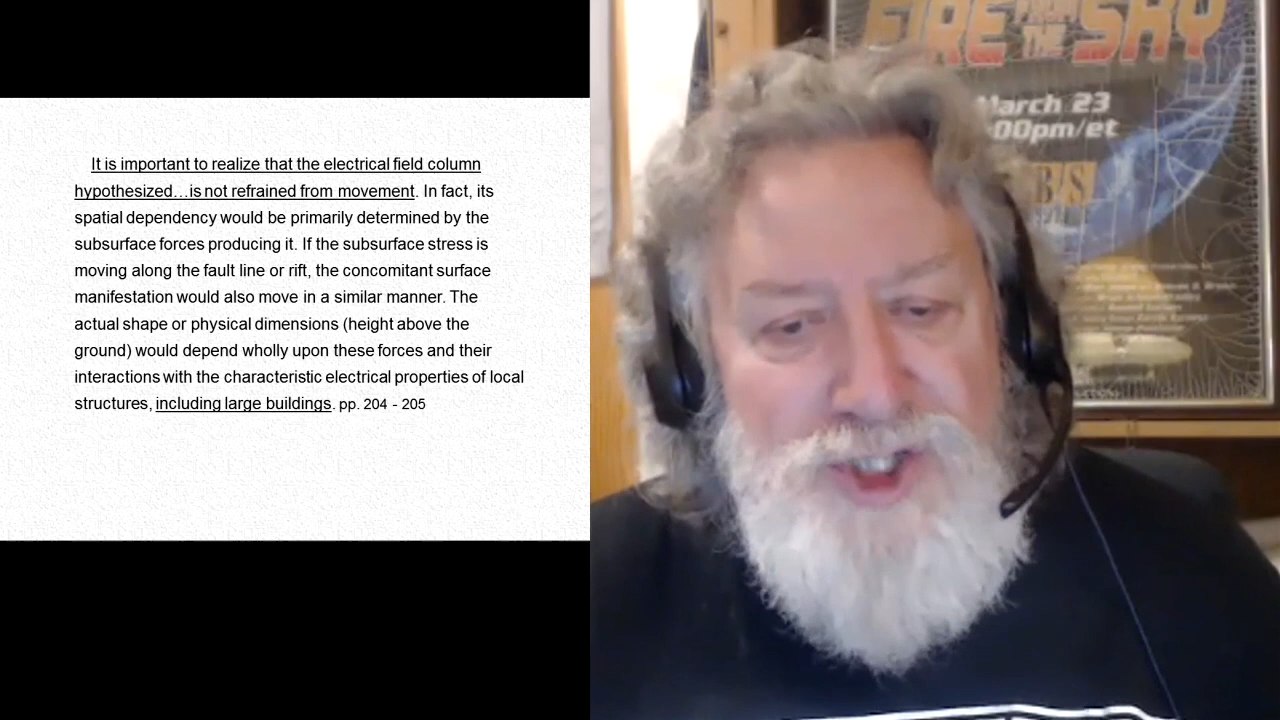 It is important to realize that the electrical field column
hypothesized…is not refrained from movement. In fact, its
spatial dependency would be primarily determined by the
subsurface forces producing it. If the subsurface stress is
moving along the fault line or rift, the concomitant surface
manifestation would also move in a similar manner. The
actual shape or physical dimensions (height above the
ground) would depend wholly upon these forces and their
interactions with the characteristic electrical properties of local
structures, including large buildings. pp. 204 - 205
FIRE FROM
THE SKY
March 23
00pm/et